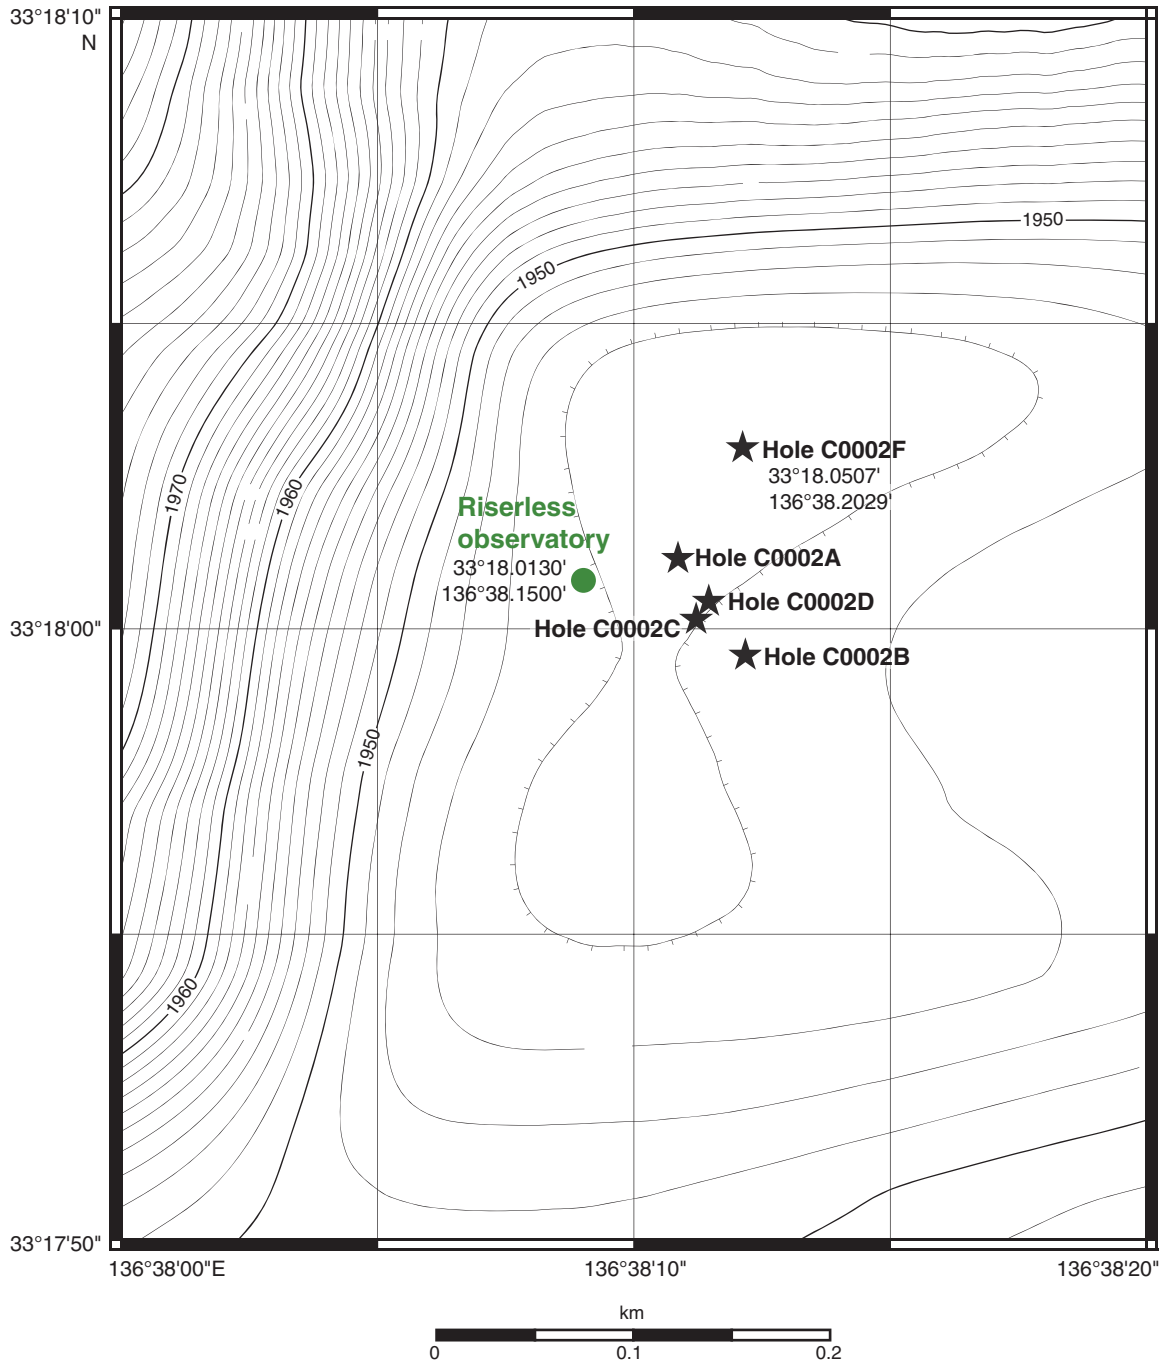 33°18'10"
N
1950
1950
1970
1960
Hole C0002F
33°18.0507'
136°38.2029'
Riserless
observatory
33°18.0130'
136°38.1500'
Hole C0002A
Hole C0002D
33°18'00"
Hole C0002C
Hole C0002B
1950
1960
33°17'50"
136°38'00"E
136°38'10"
136°38'20"
km
0
0.1
0.2